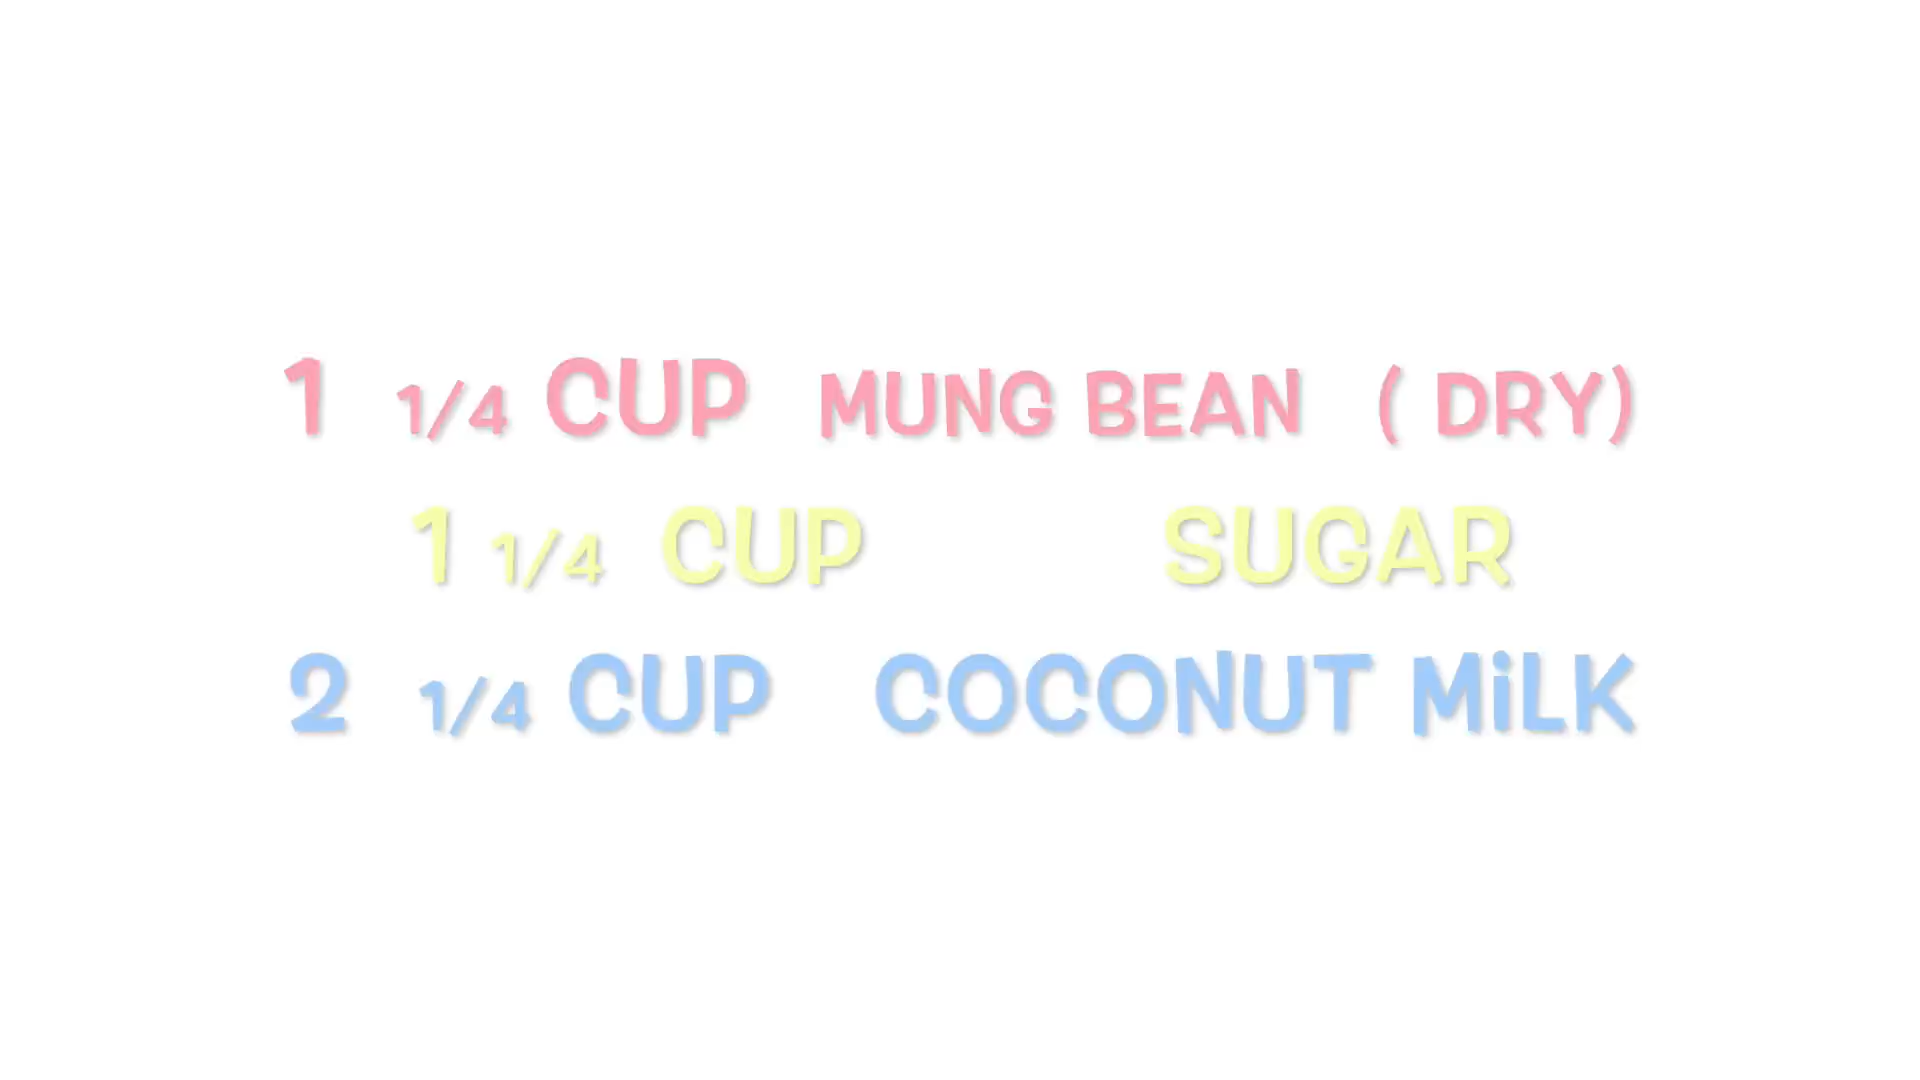 1 1/4 CUP MUNG BEAN ( DRY)
1 1/4 CUP SUGAR
2 1/4 CUP COCONUT MiLK